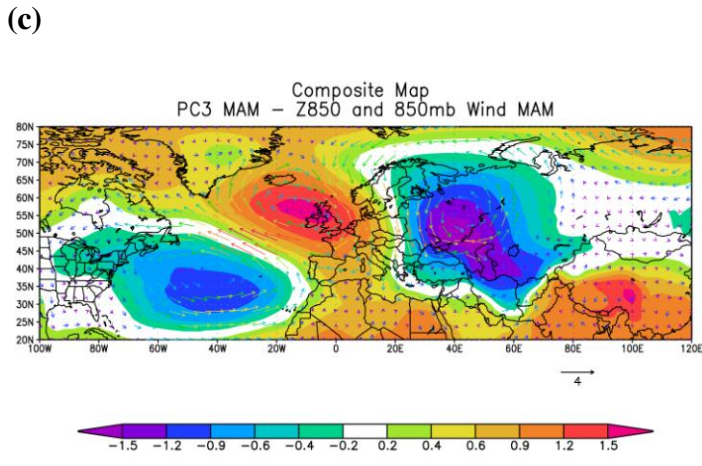 (c)
Composite Map
PC3 MAM – Z850 and 850mb Wind MAM
80N
75N
70N
65N
60N
55N
50N
45N
40N
35N
30N
25N
20N
100W 80W 60W 40W 20W 0 20E 40E 60E 80E 100E 120E
4
−1.5 −1.2 −0.9 −0.6 −0.4 −0.2 0.2 0.4 0.6 0.9 1.2 1.5